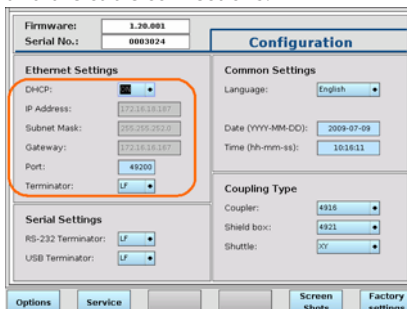 Firmware: 1.20.001
Serial No.: 0003024
Configuration
Ethernet Settings
DHCP: ON
IP Address: 172.16.18.187
Subnet Mask: 255.255.252.0
Gateway: 172.16.16.167
Port: 49200
Terminator: LF
Serial Settings
RS-232 Terminator: LF
USB Terminator: LF
Common Settings
Language: English
Date (YYYY-MM-DD): 2009-07-09
Time (hh-mm-ss): 10:16:11
Coupling Type
Coupler: 4916
Shield box: 4921
Shuttle: XY
Options
Service
Screen
Shots
Factory
settings